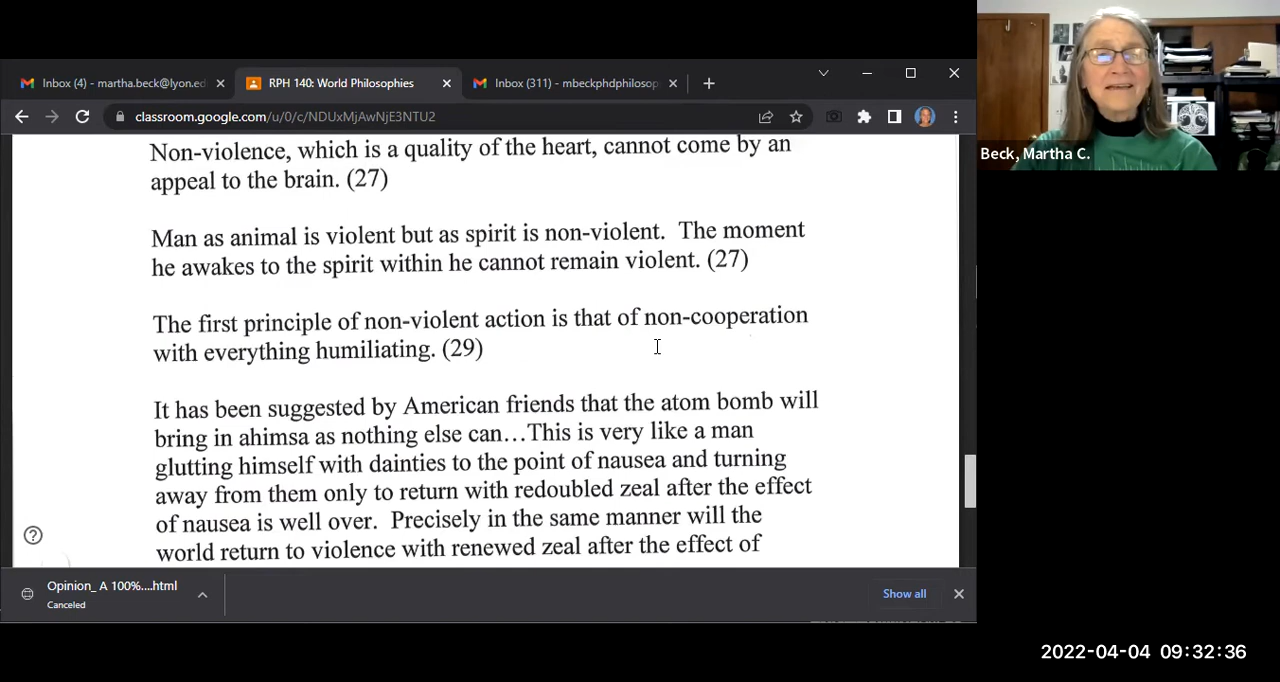 Inbox (4) - martha.beck@lyon.ed
RPH 140: World Philosophies
Inbox (311) - mbeckphdphilosop
classroom.google.com/u/0/c/NDUxMjAwNjE3NTU2
Beck, Martha C.
Non-violence, which is a quality of the heart, cannot come by an
appeal to the brain. (27)
Man as animal is violent but as spirit is non-violent.  The moment
he awakes to the spirit within he cannot remain violent. (27)
The first principle of non-violent action is that of non-cooperation
with everything humiliating. (29)
It has been suggested by American friends that the atom bomb will
bring in ahimsa as nothing else can…This is very like a man
glutting himself with dainties to the point of nausea and turning
away from them only to return with redoubled zeal after the effect
of nausea is well over.  Precisely in the same manner will the
world return to violence with renewed zeal after the effect of
Opinion_ A 100%....html
Canceled
Show all
2022-04-04 09:32:36